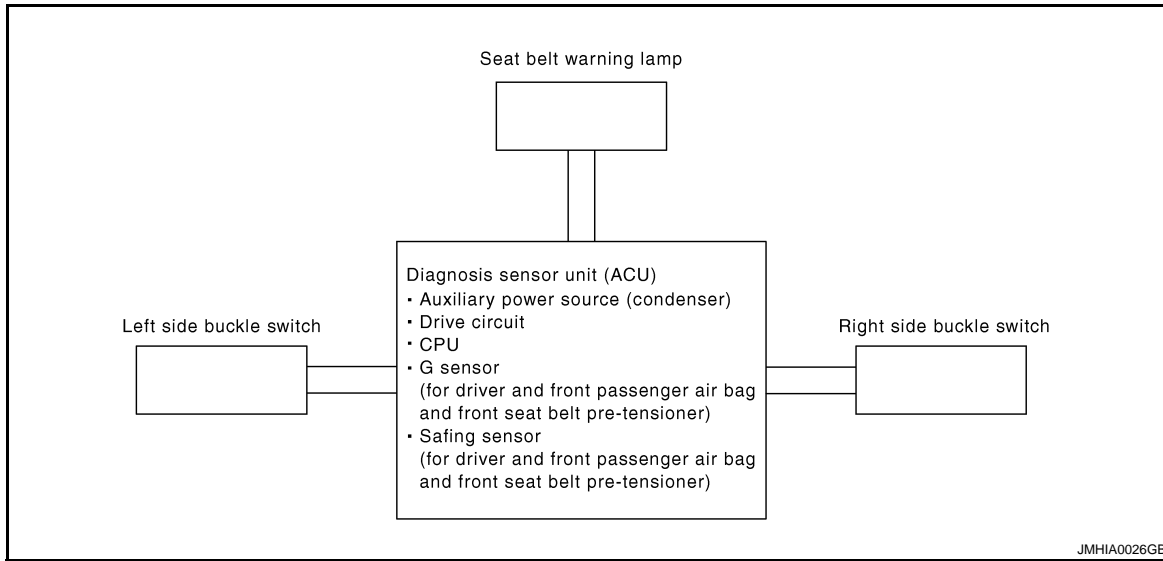 Seat belt warning lamp
Diagnosis sensor unit (ACU)
・Auxiliary power source (condenser)
・Drive circuit
・CPU
・G sensor
(for driver and front passenger air bag
and front seat belt pre-tensioner)
・Safing sensor
(for driver and front passenger air bag
and front seat belt pre-tensioner)
Left side buckle switch
Right side buckle switch
JMHIA0026GB